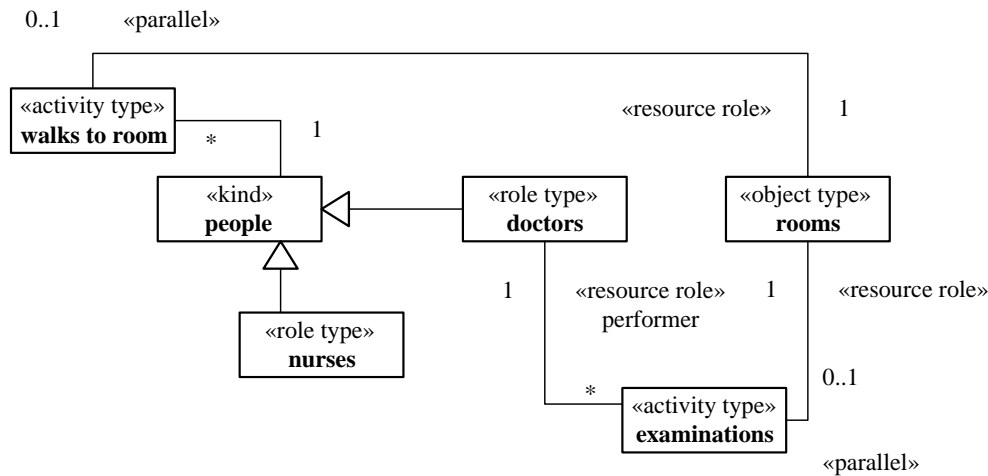 0..1 «parallel»
«activity type»
walks to room
*
1
«resource role» 1
«kind»
people
«role type»
doctors
«object type»
rooms
1 «resource role»
performer
1 «resource role»
«role type»
nurses
0..1
*
«activity type»
examinations
«parallel»